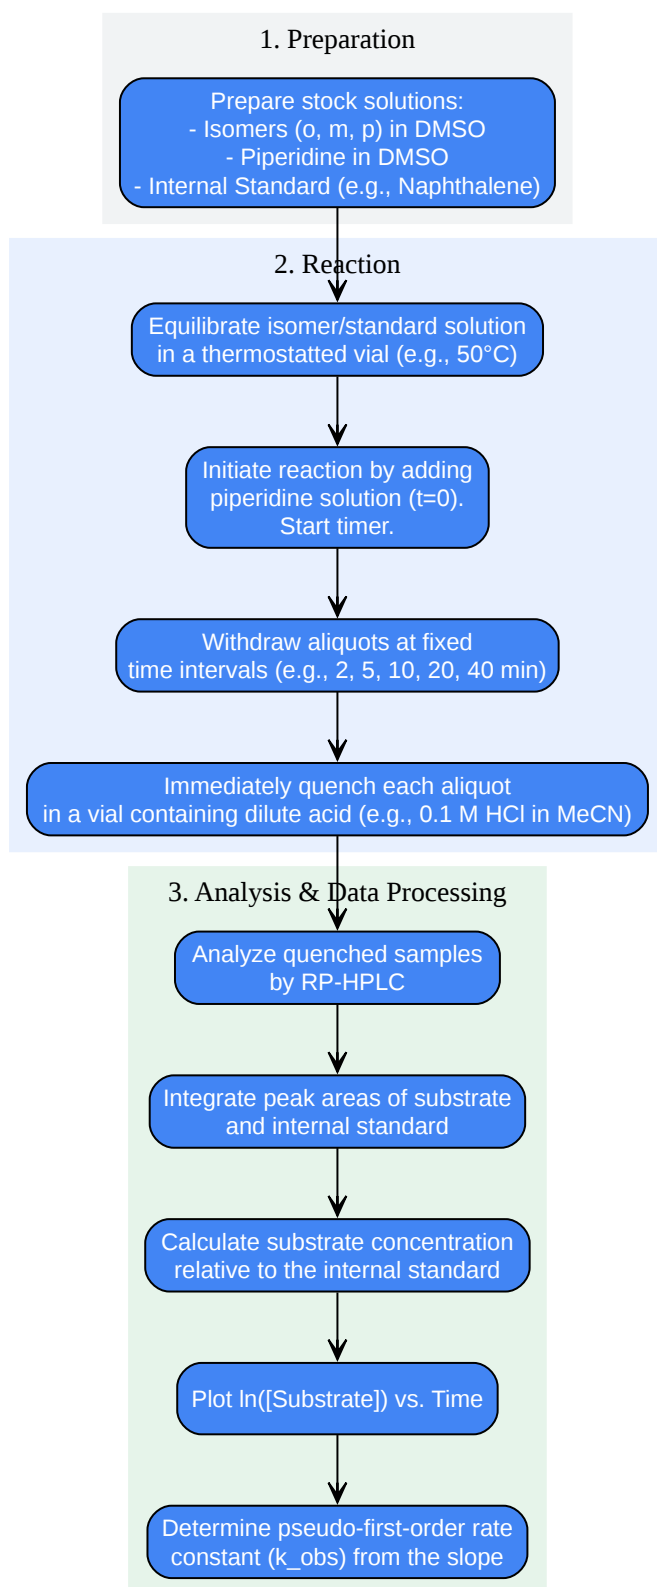 1. Preparation
Prepare stock solutions:
- Isomers (o, m, p) in DMSO
- Piperidine in DMSO
- Internal Standard (e.g., Naphthalene)
2. Reaction
Equilibrate isomer/standard solution
in a thermostatted vial (e.g., 50°C)
Initiate reaction by adding
piperidine solution (t=0).
Start timer.
Withdraw aliquots at fixed
time intervals (e.g., 2, 5, 10, 20, 40 min)
Immediately quench each aliquot
in a vial containing dilute acid (e.g., 0.1 M HCl in MeCN)
3. Analysis & Data Processing
Analyze quenched samples
by RP-HPLC
Integrate peak areas of substrate
and internal standard
Calculate substrate concentration
relative to the internal standard
Plot ln([Substrate]) vs. Time
Determine pseudo-first-order rate
constant (k_obs) from the slope